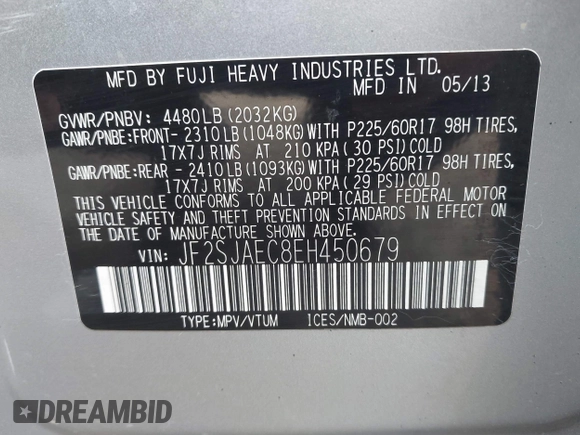 MFD BY FUJI HEAVY INDUSTRIES LTD.
MFD IN 05/13
GVWR/PNBV: 4480LB (2032KG)
GAWR/PNBE:FRONT- 2310LB (1048KG) WITH P225/60R17 98H TIRES,
17X7J RIMS AT 210 KPA ( 30 PSI) COLD
GAWR/PNBE:REAR - 2410LB (1093KG) WITH P225/60R17 98H TIRES,
17X7J RIMS AT 200 KPA ( 29 PSI) COLD
THIS VEHICLE CONFORMS TO ALL APPLICABLE FEDERAL MOTOR
VEHICLE SAFETY AND THEFT PREVENTION STANDARDS IN EFFECT
ON THE DATE OF MANUFACTURE SHOWN ABOVE.
VIN: JF2SJAEC8EH450679
TYPE:MPV/VTUM ICES/NMB-002
DREAMBID